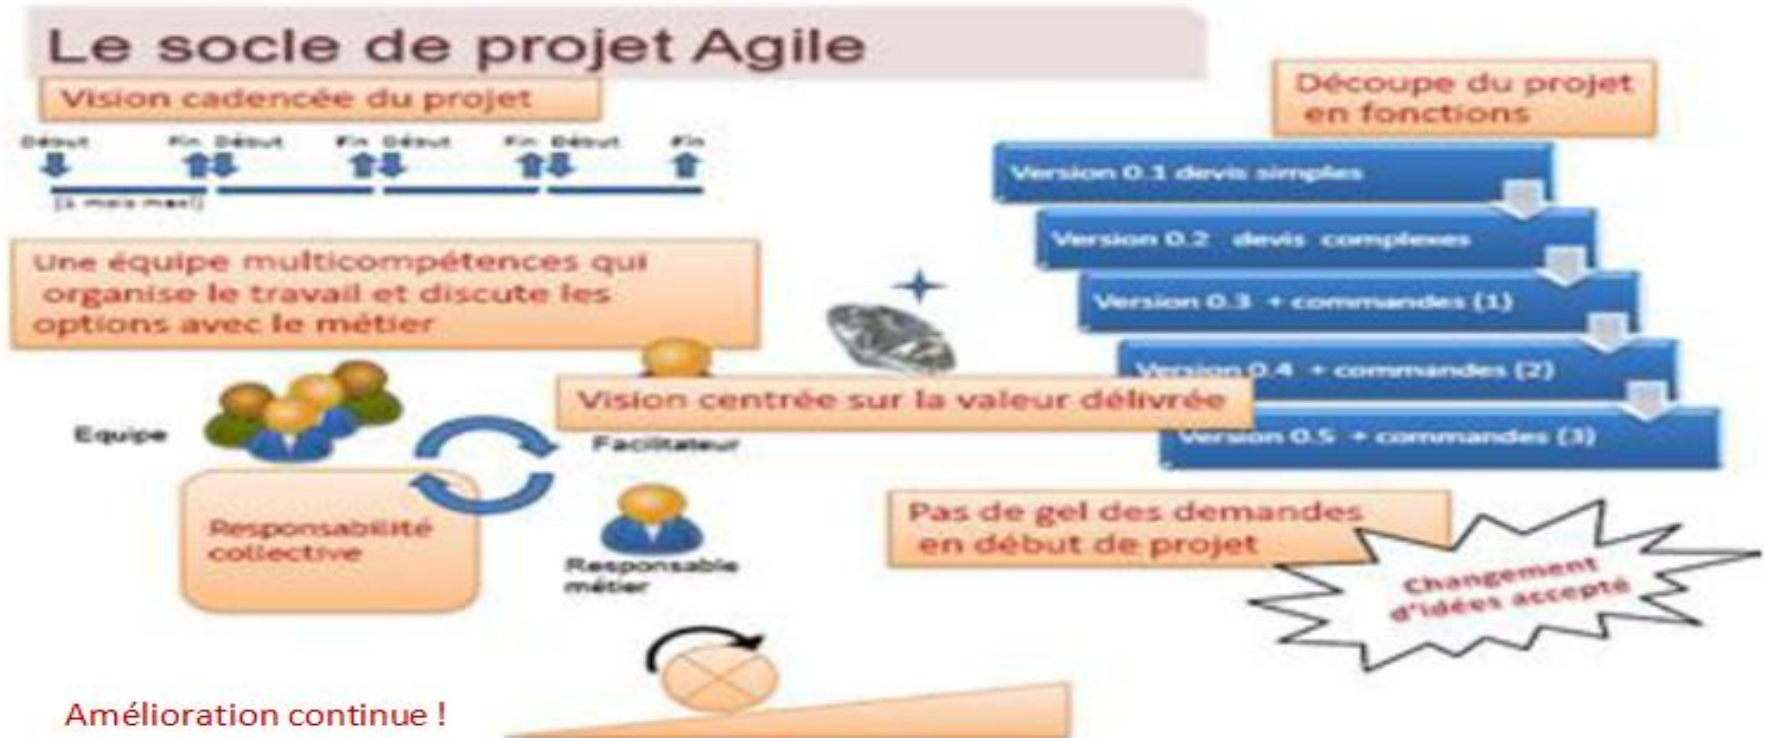 Le socle de projet Agile
Vision cadencée du projet
Début Fin Début Fin Début Fin Début Fin
(1 mois maxi)
Une équipe multicompétences qui
organise le travail et discute les
options avec le métier
Equipe
Responsabilité
collective
Vision centrée sur la valeur délivrée
Facilitateur
Responsable
métier
Découpe du projet
en fonctions
Version 0.1 devis simples
Version 0.2 devis complexes
Version 0.3 + commandes (1)
Version 0.4 + commandes (2)
Version 0.5 + commandes (3)
Pas de gel des demandes
en début de projet
Changement
d'idées accepté
Amélioration continue !